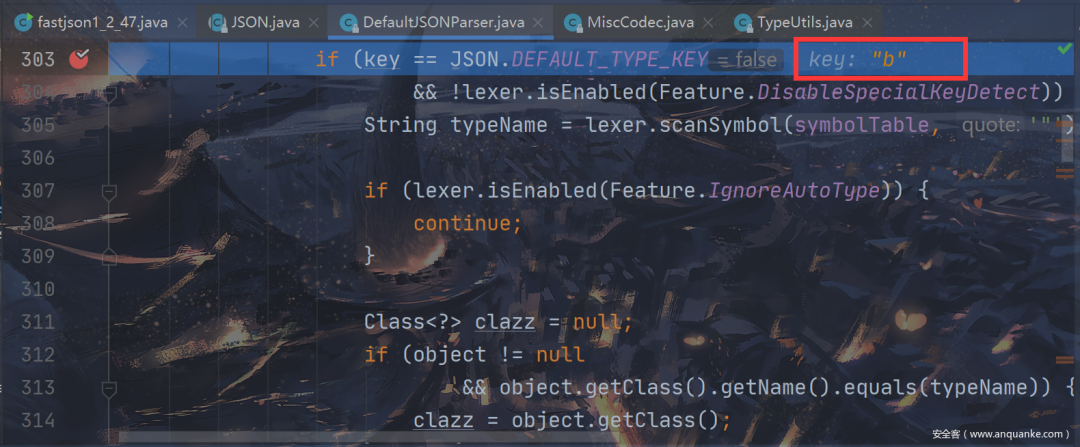 fastjson1_2_47.java JSON.java DefaultJSONParser.java MiscCodec.java TypeUtils.java
303 if (key == JSON.DEFAULT_TYPE_KEY = false key: "b"
304 && !lexer.isEnabled(Feature.DisableSpecialKeyDetect))
305 String typeName = lexer.scanSymbol(symbolTable, quote: '"')
306
307 if (lexer.isEnabled(Feature.IgnoreAutoType)) {
308 continue;
309 }
310
311 Class<?> clazz = null;
312 if (object != null
313 && object.getClass().getName().equals(typeName)) {
314 clazz = object.getClass();
安全客（www.anquanke.com）